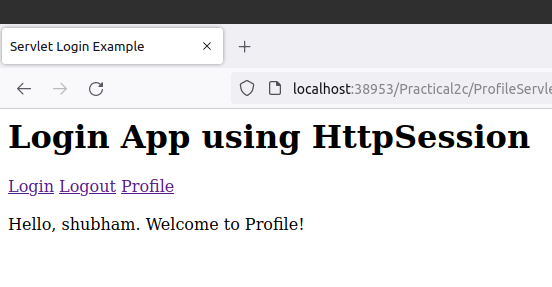 Servlet Login Example
localhost:38953/Practical2c/ProfileServle
Login App using HttpSession
Login Logout Profile
Hello, shubham. Welcome to Profile!